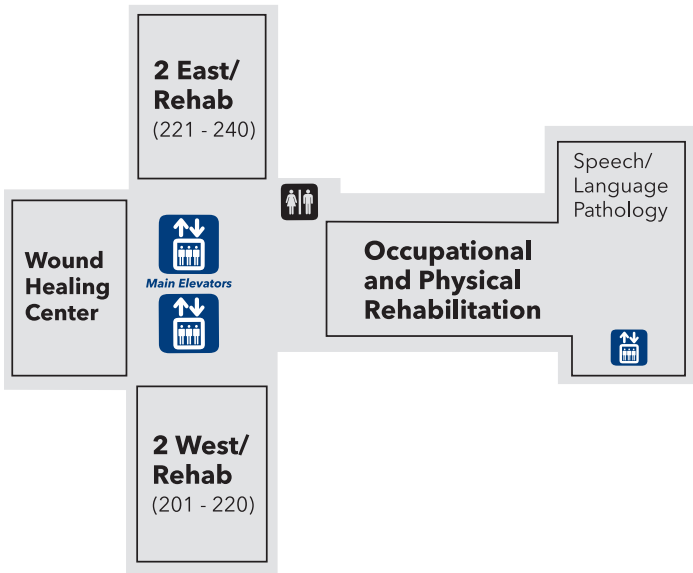 2 East/
Rehab
(221 - 240)
Speech/
Language
Pathology
Wound
Healing
Center
Main Elevators
Occupational
and Physical
Rehabilitation
2 West/
Rehab
(201 - 220)